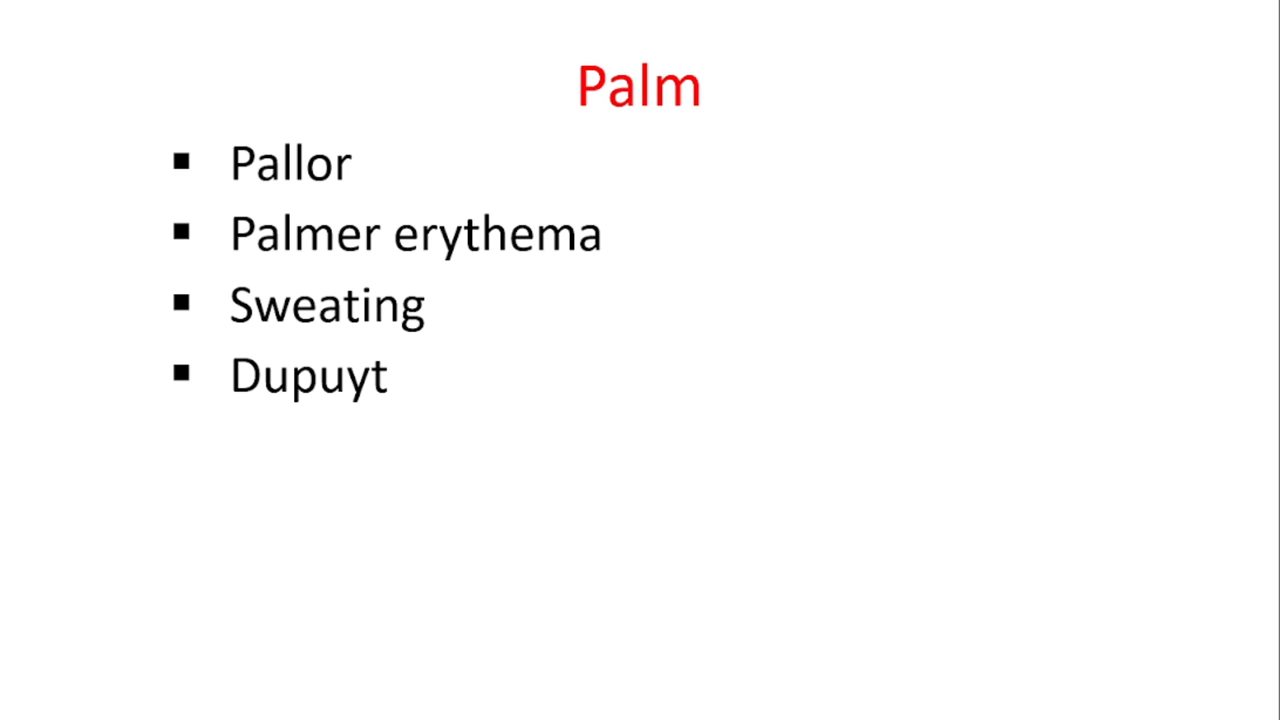 Palm
▪ Pallor
▪ Palmer erythema
▪ Sweating
▪ Dupuyt